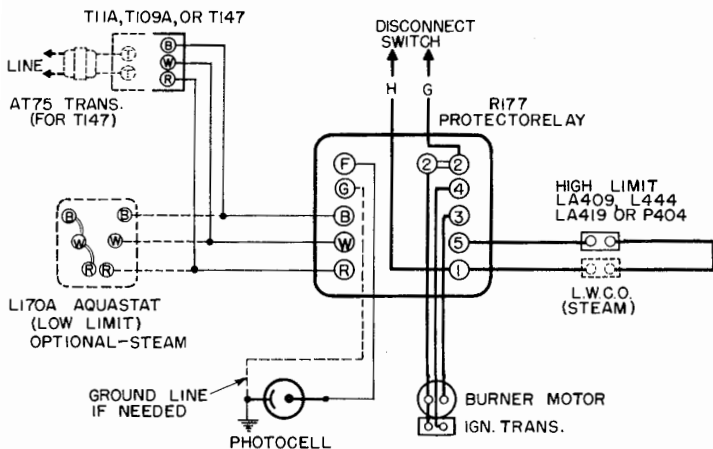 T11A, T109A, OR T147
B
W
R
T
T
LINE
AT75 TRANS.
(FOR T147)
DISCONNECT
SWITCH
H
G
R177
PROTECTORELAY
F
G
B
W
R
2
2
4
3
5
1
HIGH LIMIT
LA409, L444
LA419 OR P404
L.W.C.O.
(STEAM)
B
B
W
W
R
R
L170A AQUASTAT
(LOW LIMIT)
OPTIONAL-STEAM
GROUND LINE
IF NEEDED
PHOTOCELL
BURNER MOTOR
IGN. TRANS.